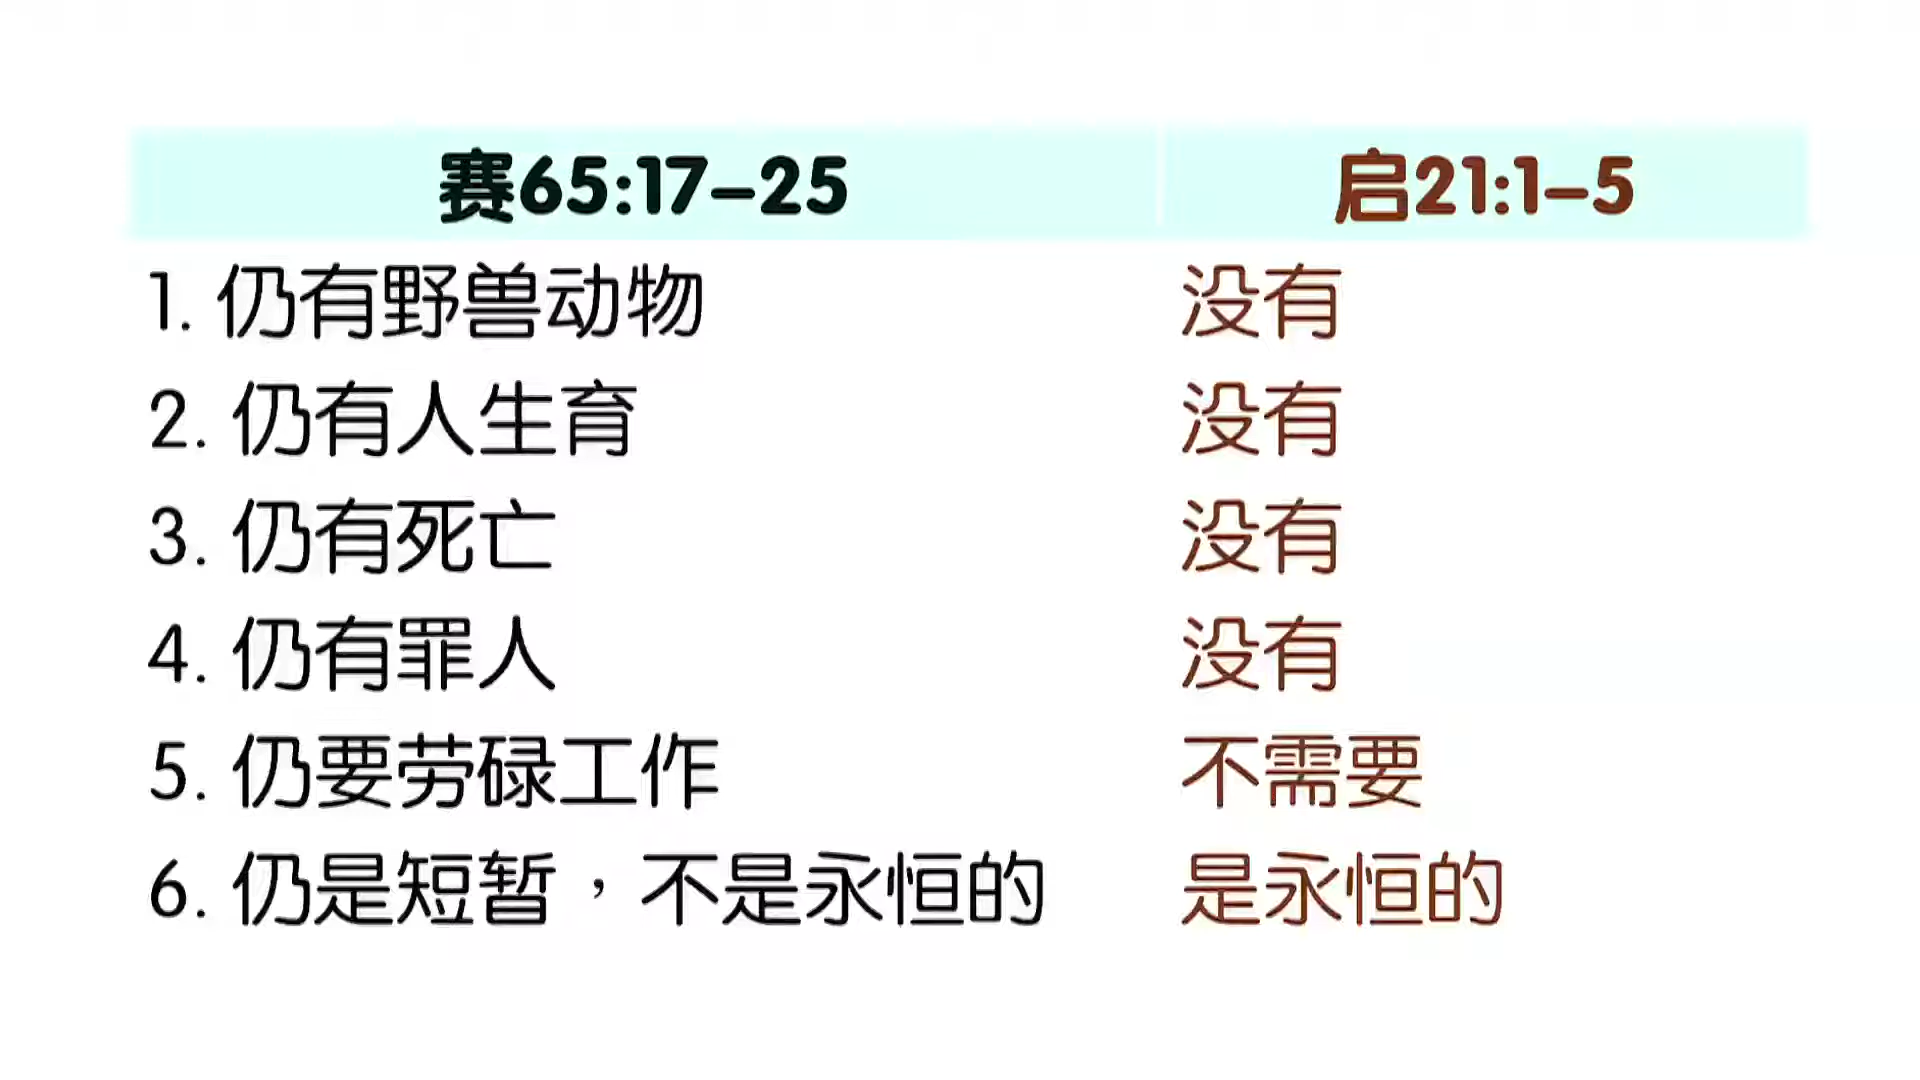 赛65:17–25 启21:1–5
1. 仍有野兽动物 没有
2. 仍有人生育 没有
3. 仍有死亡 没有
4. 仍有罪人 没有
5. 仍要劳碌工作 不需要
6. 仍是短暂，不是永恒的 是永恒的